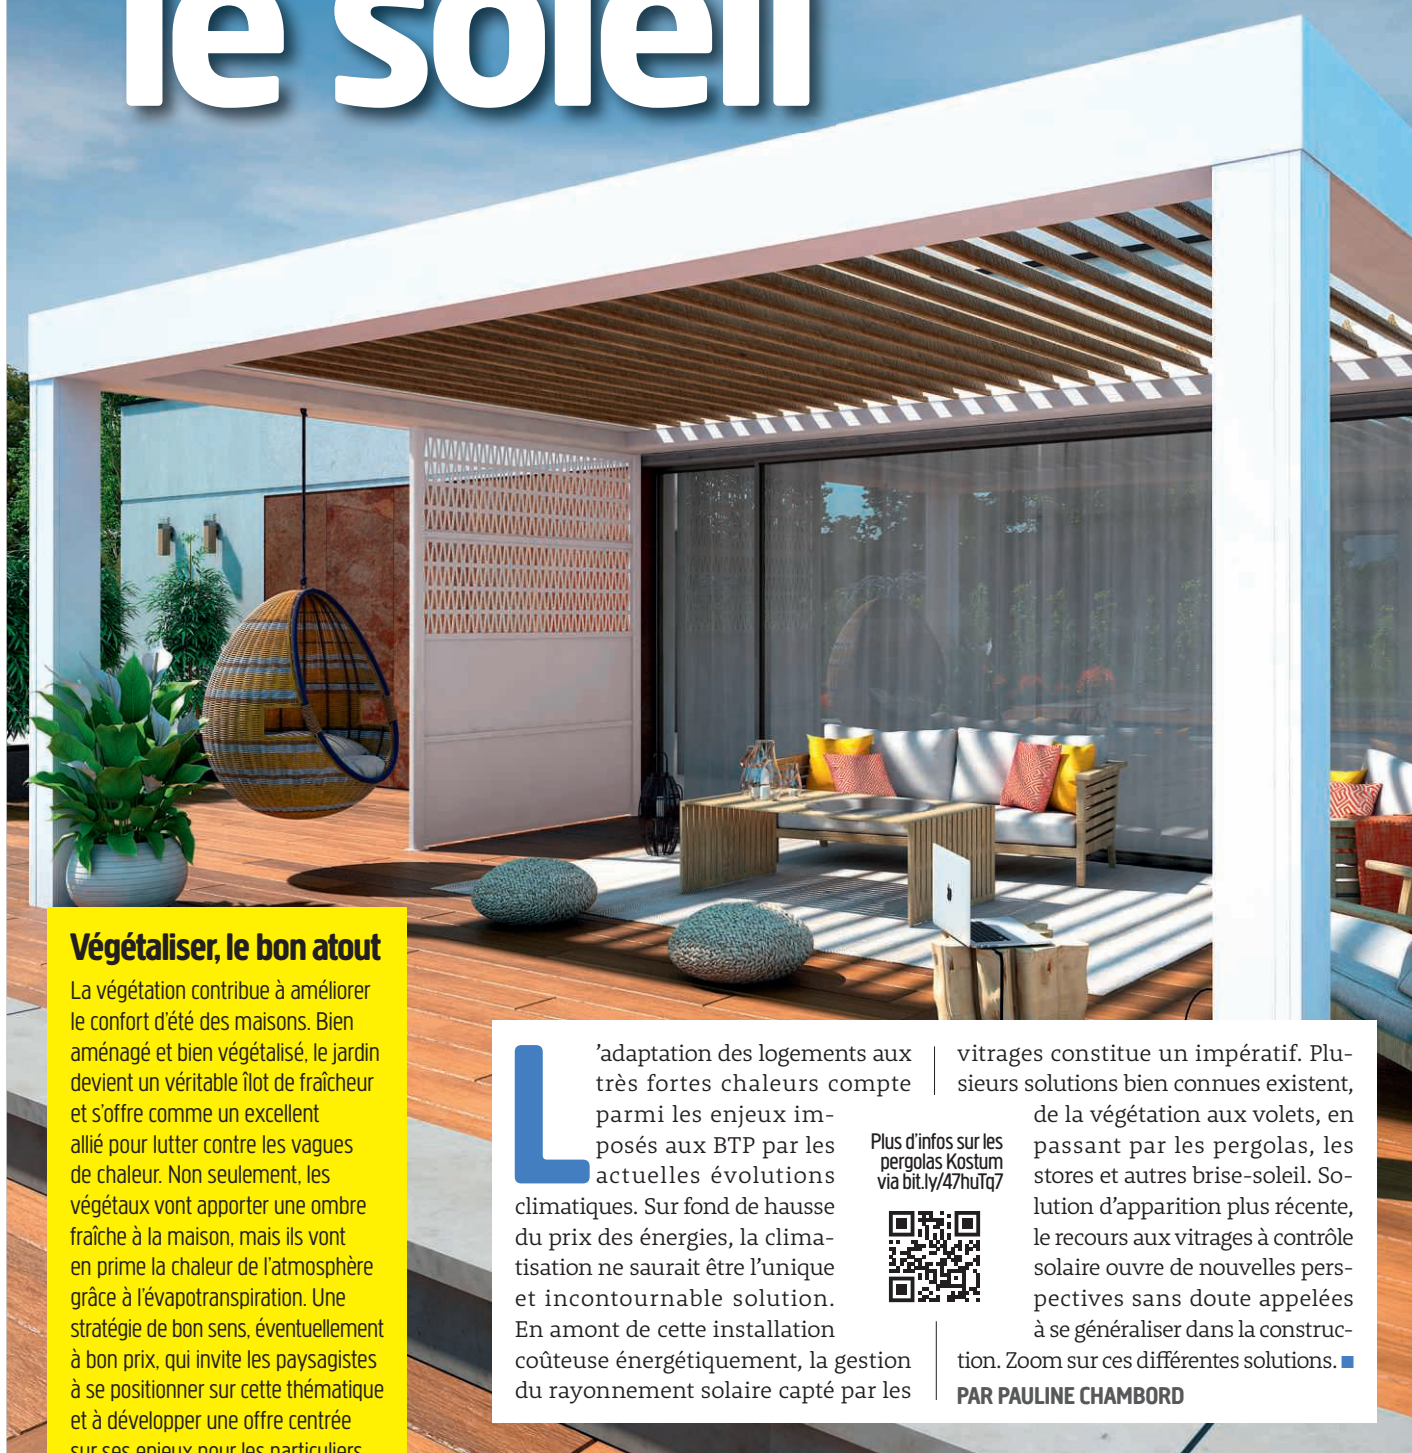 le soleil
Végétaliser, le bon atout
La végétation contribue à améliorer
le confort d'été des maisons. Bien
aménagé et bien végétalisé, le jardin
devient un véritable îlot de fraîcheur
et s'offre comme un excellent
allié pour lutter contre les vagues
de chaleur. Non seulement, les
végétaux vont apporter une ombre
fraîche à la maison, mais ils vont
en prime la chaleur de l'atmosphère
grâce à l'évapotranspiration. Une
stratégie de bon sens, éventuellement
à bon prix, qui invite les paysagistes
à se positionner sur cette thématique
et à développer une offre centrée
sur ses enjeux pour les particuliers
L'adaptation des logements aux
très fortes chaleurs compte
parmi les enjeux im-
posés aux BTP par les
actuelles évolutions
climatiques. Sur fond de hausse
du prix des énergies, la clima-
tisation ne saurait être l'unique
et incontournable solution.
En amont de cette installation
coûteuse énergétiquement, la gestion
du rayonnement solaire capté par les
vitrages constitue un impératif. Plu-
sieurs solutions bien connues existent,
de la végétation aux volets, en
passant par les pergolas, les
stores et autres brise-soleil. So-
lution d'apparition plus récente,
le recours aux vitrages à contrôle
solaire ouvre de nouvelles pers-
pectives sans doute appelées
à se généraliser dans la construc-
tion. Zoom sur ces différentes solutions.
PAR PAULINE CHAMBORD
Plus d'infos sur les
pergolas Kostum
via bit.ly/47huTq7